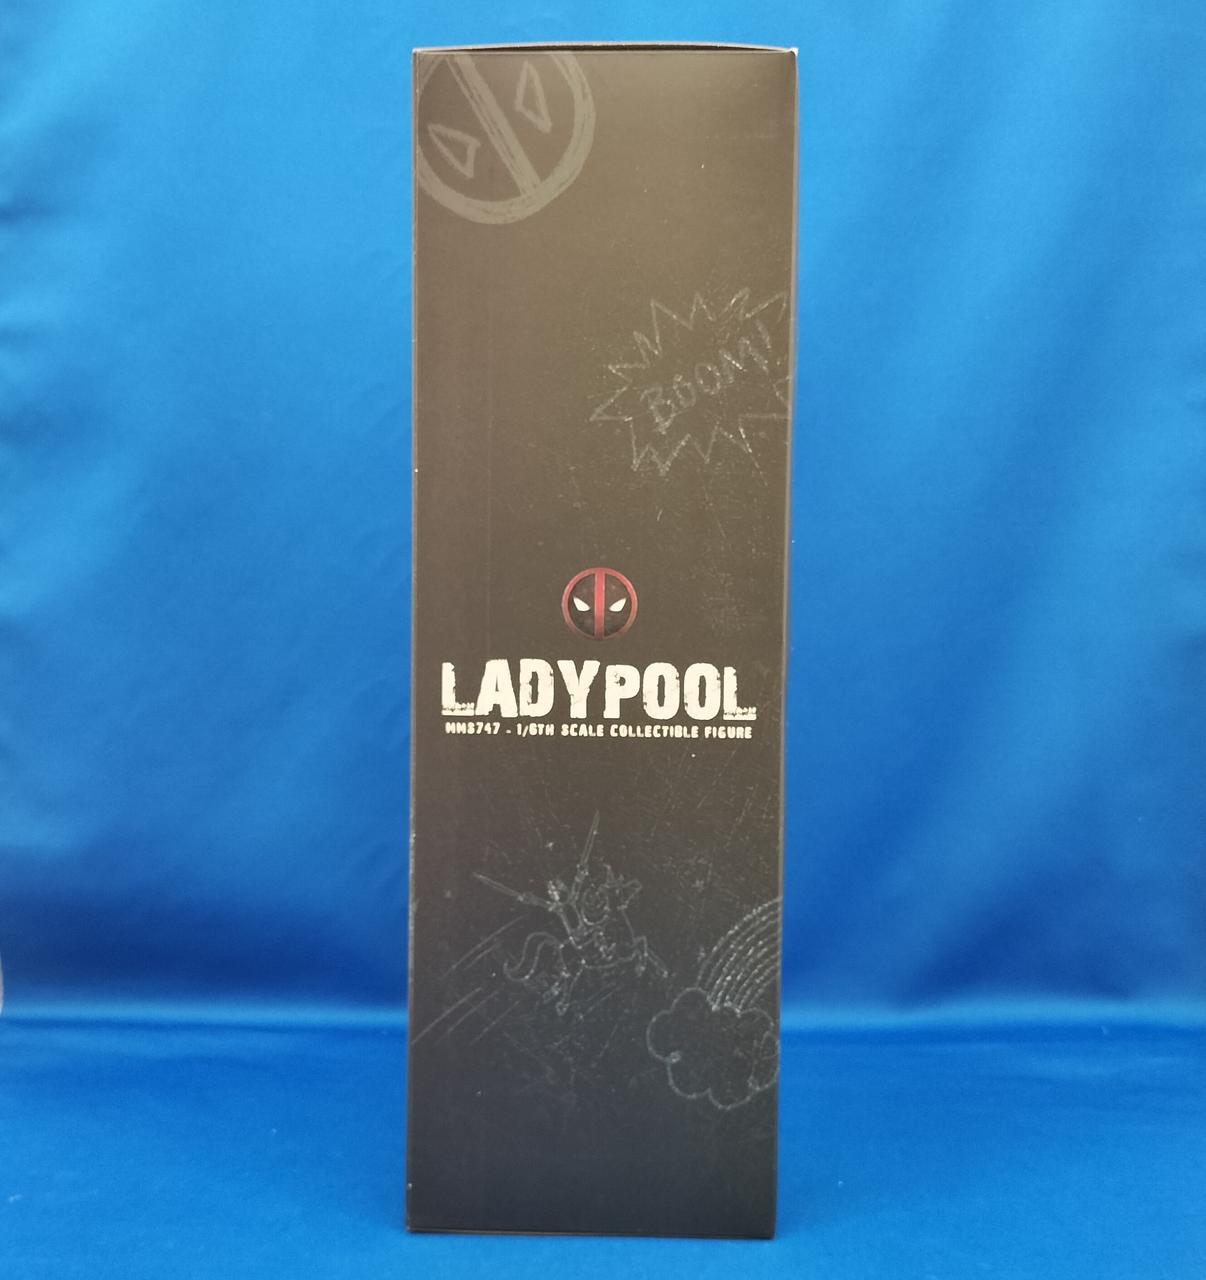 BOOM!
LADYPOOL
MMS747 - 1/6TH SCALE COLLECTIBLE FIGURE